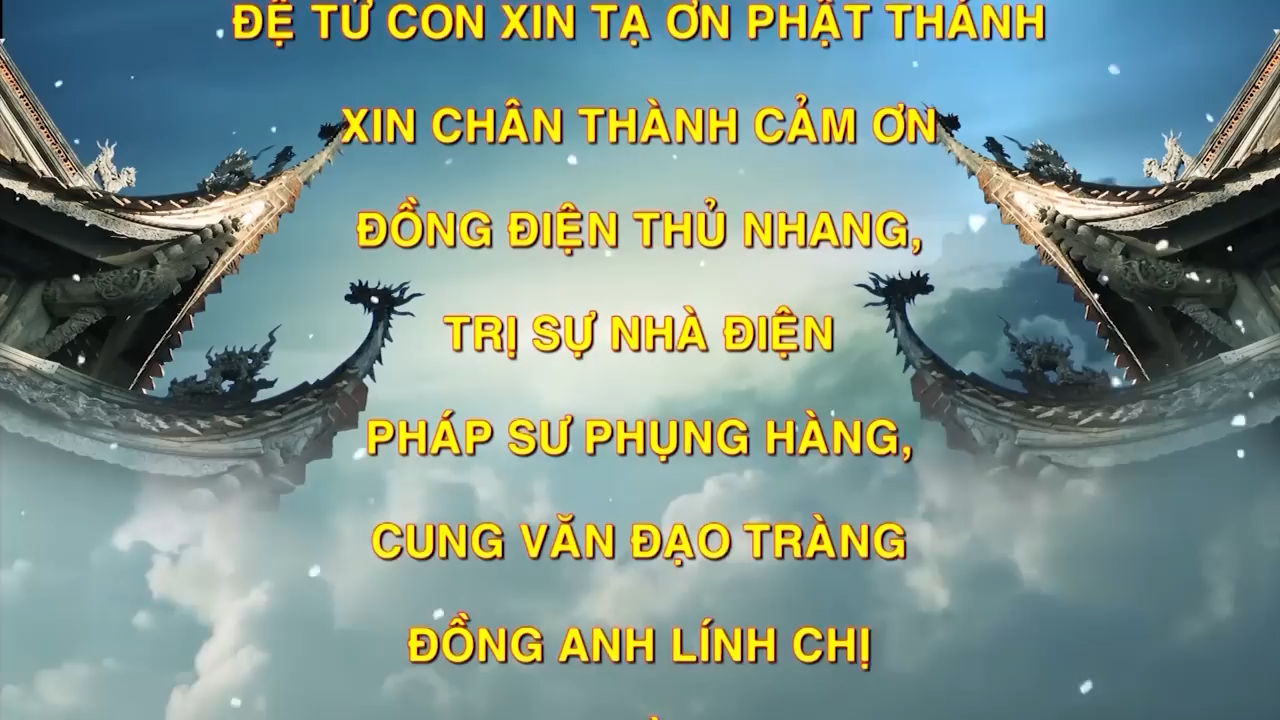 ĐỆ TỬ CON XIN TẠ ƠN PHẬT THÁNH
XIN CHÂN THÀNH CẢM ƠN
ĐỒNG ĐIỆN THỦ NHANG,
TRỊ SỰ NHÀ ĐIỆN
PHÁP SƯ PHỤNG HÀNG,
CUNG VĂN ĐẠO TRÀNG
ĐỒNG ANH LÍNH CHỊ